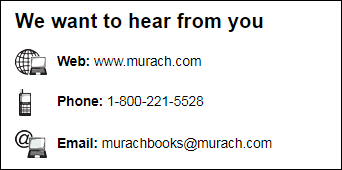 We want to hear from you
Web: www.murach.com
Phone: 1-800-221-5528
@
Email: murachbooks@murach.com